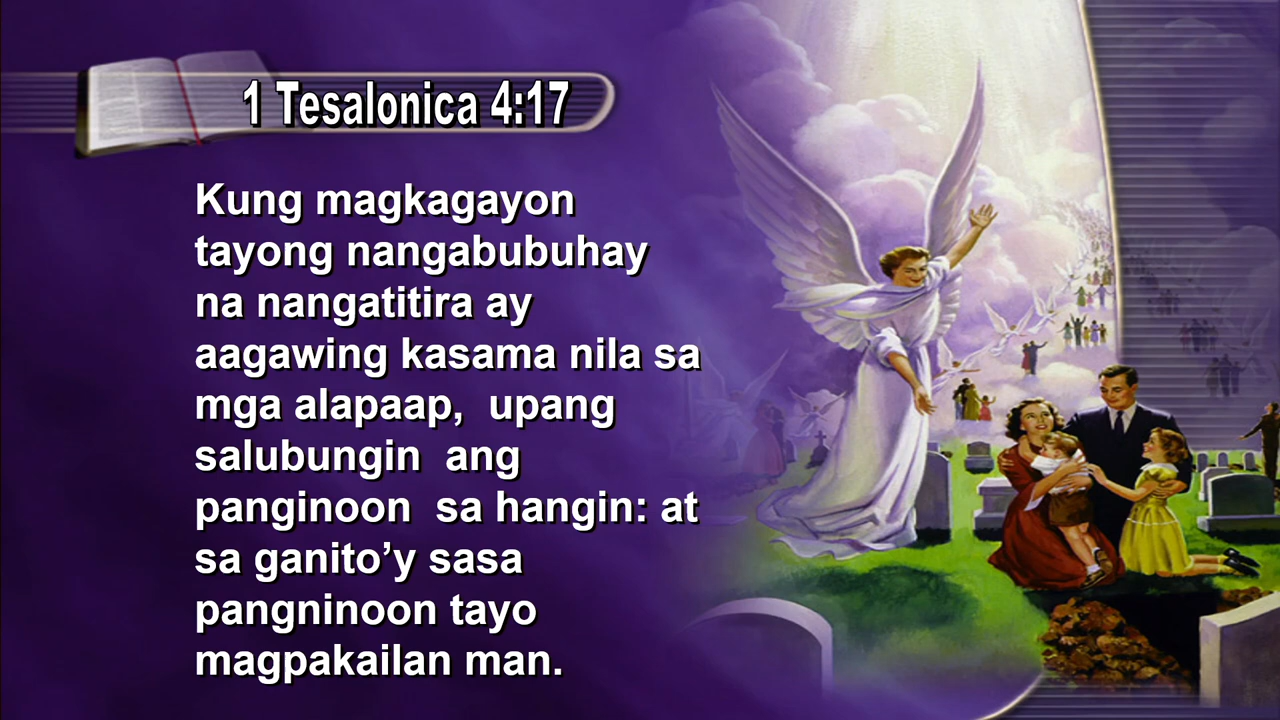 1 Tesalonica 4:17
Kung magkagayon
tayong nangabubuhay
na nangatitira ay
aagawing kasama nila sa
mga alapaap,  upang
salubungin  ang
panginoon  sa hangin: at
sa ganito’y sasa
pangninoon tayo
magpakailan man.